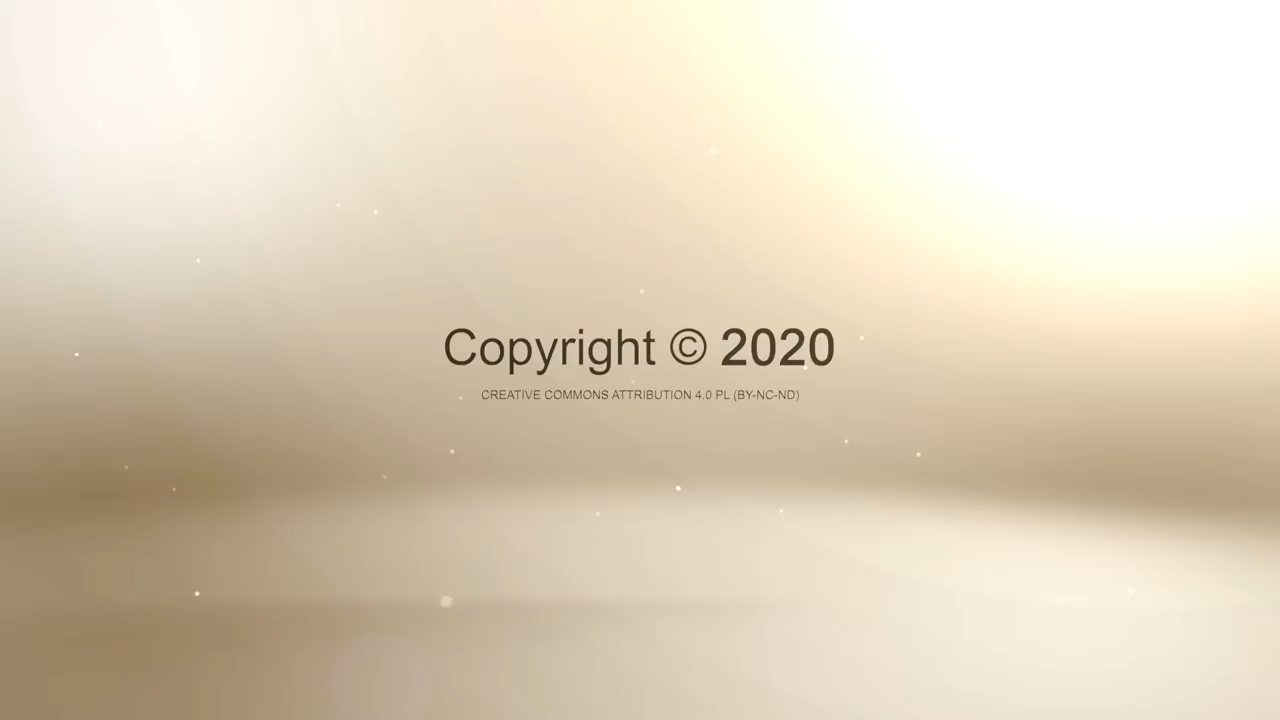 Copyright © 2020
CREATIVE COMMONS ATTRIBUTION 4.0 PL (BY-NC-ND)